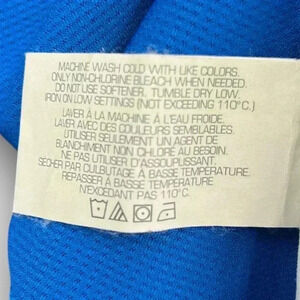 MACHINE WASH COLD WITH LIKE COLORS.
ONLY NON-CHLORINE BLEACH WHEN NEEDED.
DO NOT USE SOFTENER. TUMBLE DRY LOW.
IRON ON LOW SETTINGS (NOT EXCEEDING 110°C).
LAVER À LA MACHINE À L'EAU FROIDE.
LAVER AVEC DES COULEURS SEMBLABLES.
UTILISER SEULEMENT UN AGENT DE
BLANCHIMENT NON CHLORÉ AU BESOIN.
NE PAS UTILISER D'ASSOUPLISSANT.
SÉCHER PAR CULBUTAGE À BASSE TEMPÉRATURE.
REPASSER À BASSE TEMPÉRATURE
N'EXCÉDANT PAS 110°C.